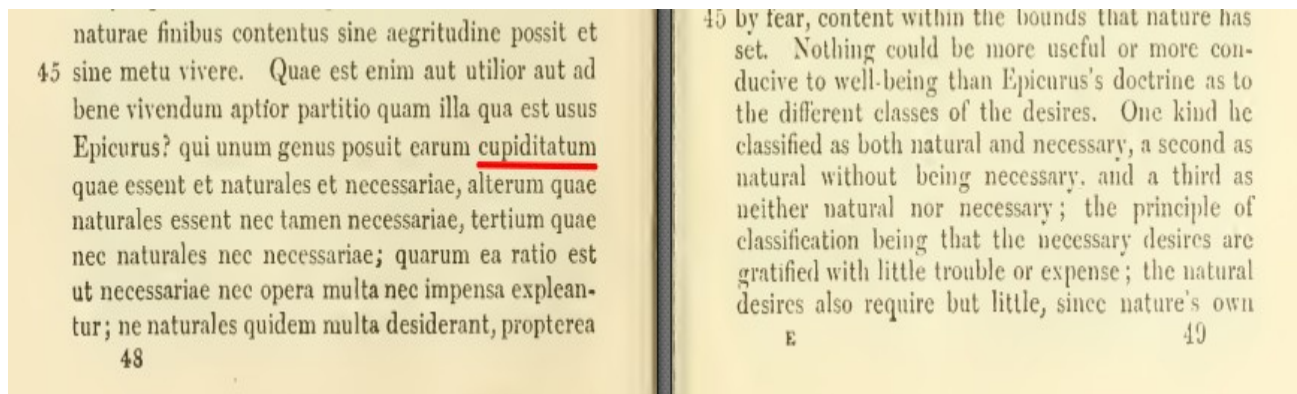 naturae finibus contentus sine aegritudine possit et
45 sine metu vivere. Quae est enim aut utilior aut ad
bene vivendum aptior partitio quam illa qua est usus
Epicurus? qui unum genus posuit earum cupiditatum
quae essent et naturales et necessariae, alterum quae
naturales essent nec tamen necessariae, tertium quae
nec naturales nec necessariae; quarum ea ratio est
ut necessariae nec opera multa nec impensa explean-
tur; ne naturales quidem multa desiderant, propterea
48
45 by fear, content within the bounds that nature has
set. Nothing could be more useful or more con-
ducive to well-being than Epicurus's doctrine as to
the different classes of the desires. One kind he
classified as both natural and necessary, a second as
natural without being necessary, and a third as
neither natural nor necessary; the principle of
classification being that the necessary desires are
gratified with little trouble or expense; the natural
desires also require but little, since nature's own
E 49